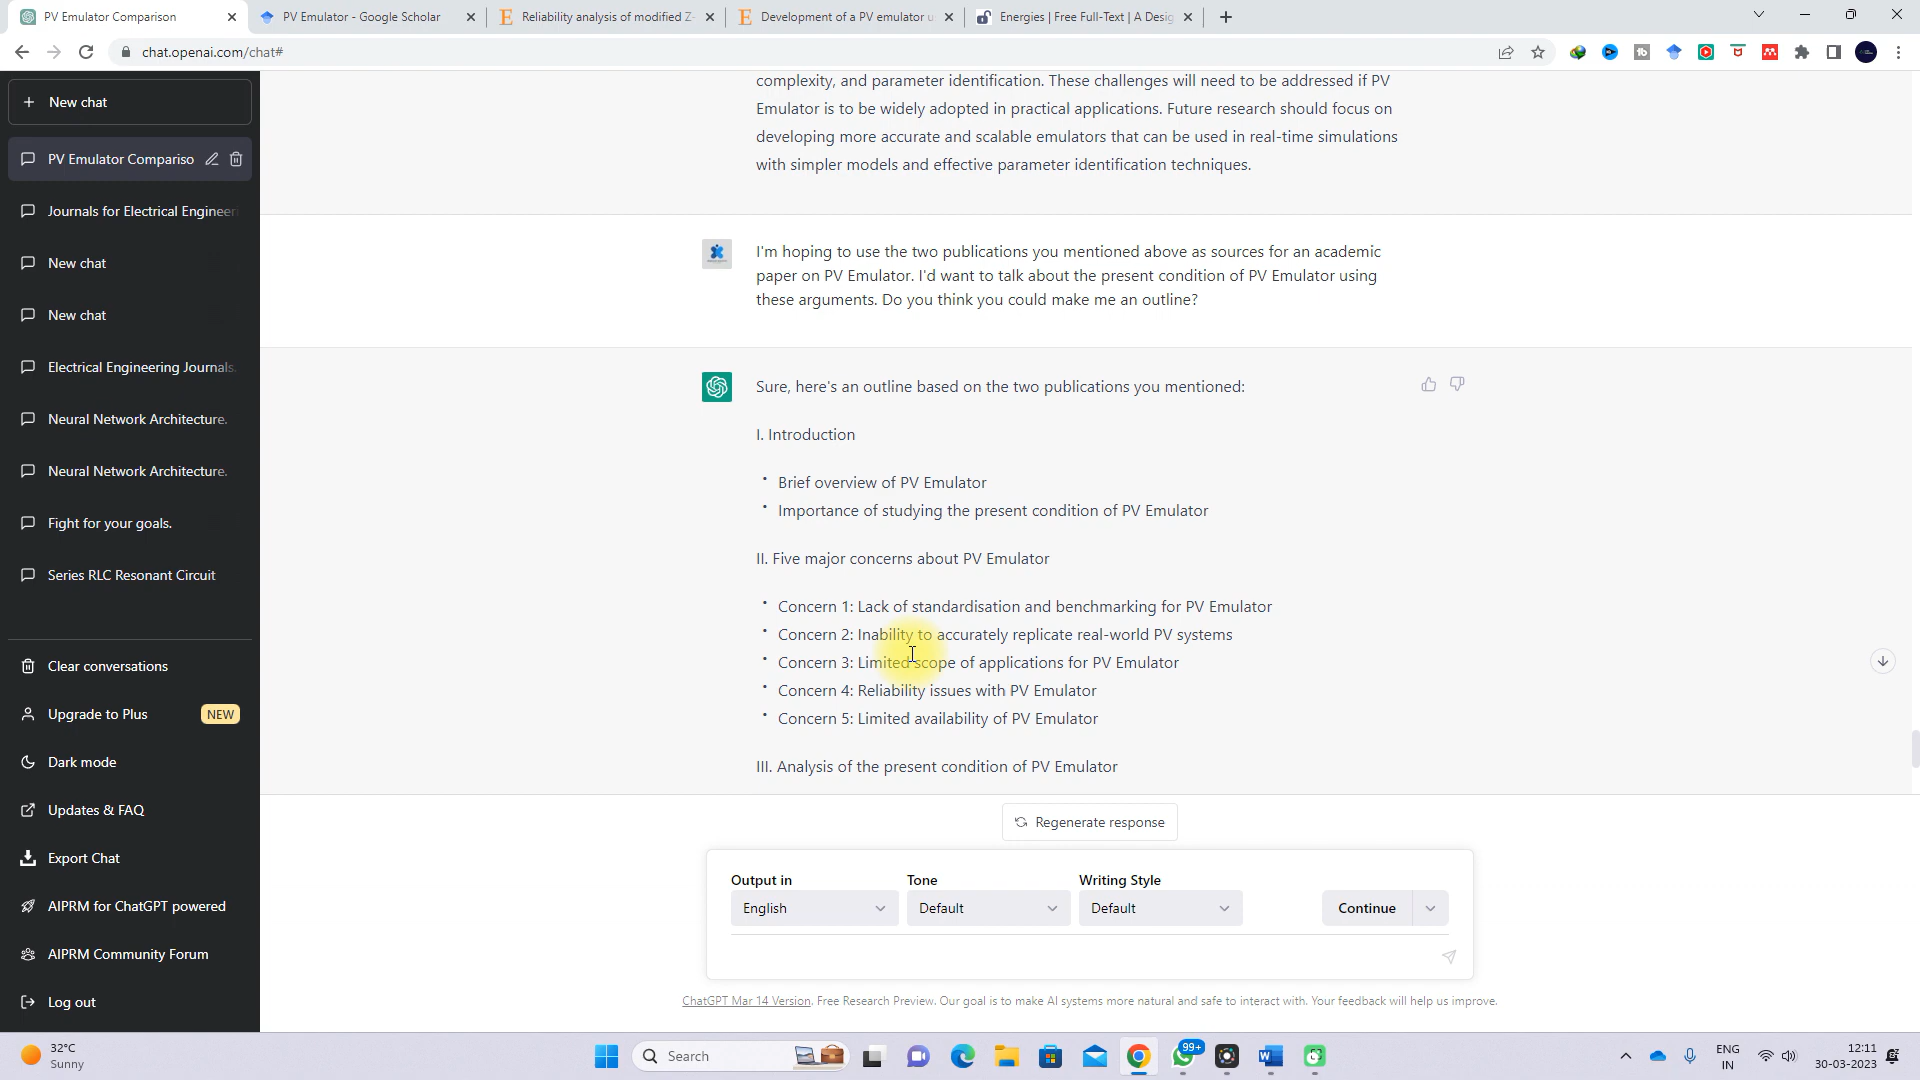 PV Emulator Comparison
PV Emulator - Google Scholar
Reliability analysis of modified Z-
Development of a PV emulator u
Energies | Free Full-Text | A Desig
chat.openai.com/chat#
New chat
PV Emulator Compariso
Journals for Electrical Engineer
New chat
New chat
Electrical Engineering Journals.
Neural Network Architecture.
Neural Network Architecture.
Fight for your goals.
Series RLC Resonant Circuit
Clear conversations
Upgrade to Plus NEW
Dark mode
Updates & FAQ
Export Chat
AIPRM for ChatGPT powered
AIPRM Community Forum
Log out
complexity, and parameter identification. These challenges will need to be addressed if PV
Emulator is to be widely adopted in practical applications. Future research should focus on
developing more accurate and scalable emulators that can be used in real-time simulations
with simpler models and effective parameter identification techniques.
I'm hoping to use the two publications you mentioned above as sources for an academic
paper on PV Emulator. I'd want to talk about the present condition of PV Emulator using
these arguments. Do you think you could make me an outline?
Sure, here's an outline based on the two publications you mentioned:
I. Introduction
• Brief overview of PV Emulator
• Importance of studying the present condition of PV Emulator
II. Five major concerns about PV Emulator
• Concern 1: Lack of standardisation and benchmarking for PV Emulator
• Concern 2: Inability to accurately replicate real-world PV systems
• Concern 3: Limited scope of applications for PV Emulator
• Concern 4: Reliability issues with PV Emulator
• Concern 5: Limited availability of PV Emulator
III. Analysis of the present condition of PV Emulator
Regenerate response
Output in Tone Writing Style
English Default Default Continue
ChatGPT Mar 14 Version. Free Research Preview. Our goal is to make AI systems more natural and safe to interact with. Your feedback will help us improve.
32°C
Sunny
Search
99+
ENG
IN
12:11
30-03-2023